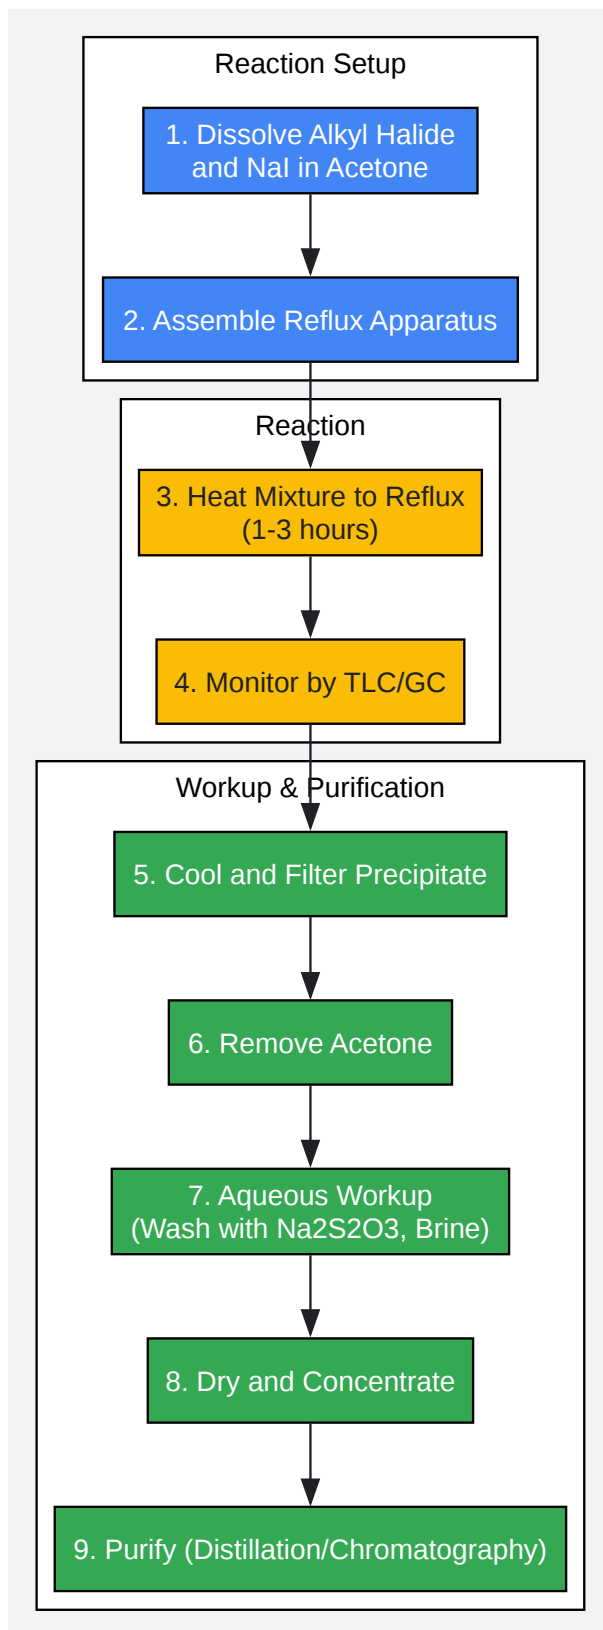 Reaction Setup
1. Dissolve Alkyl Halide
and NaI in Acetone
2. Assemble Reflux Apparatus
Reaction
3. Heat Mixture to Reflux
(1-3 hours)
4. Monitor by TLC/GC
Workup & Purification
5. Cool and Filter Precipitate
6. Remove Acetone
7. Aqueous Workup
(Wash with Na2S2O3, Brine)
8. Dry and Concentrate
9. Purify (Distillation/Chromatography)